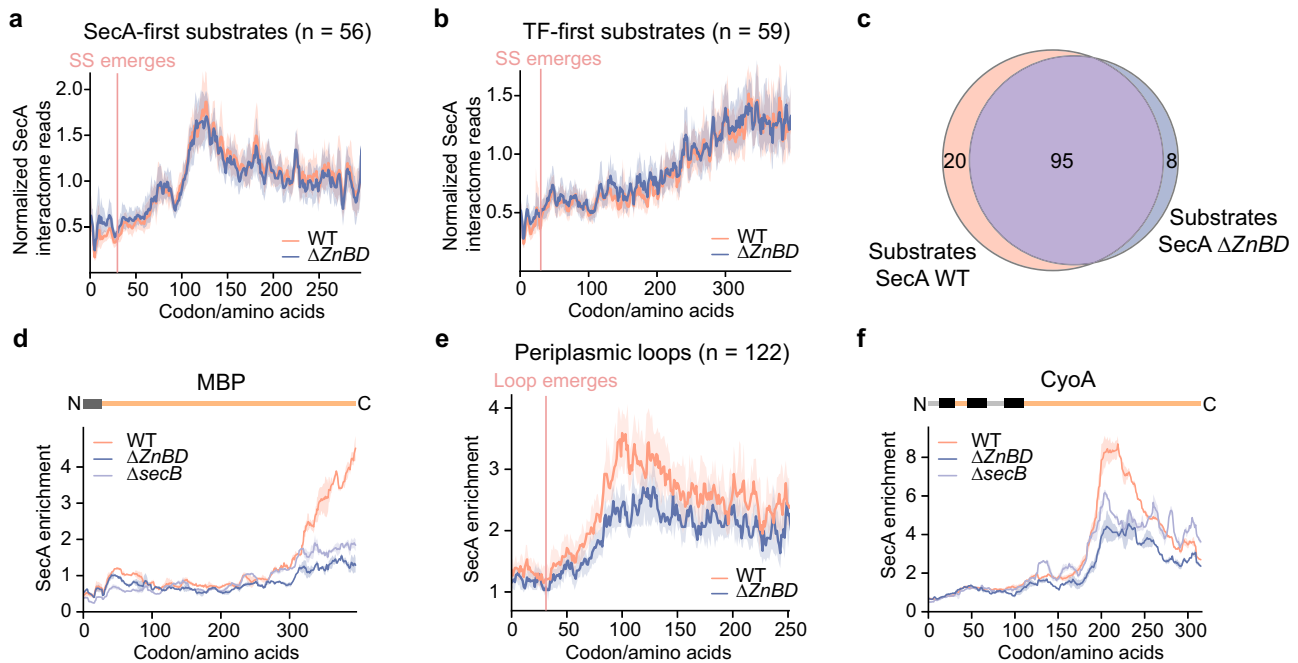 a
SecA-first substrates (n = 56)
SS emerges
Normalized SecA
interactome reads
2.0
1.5
1.0
0.5
WT
ΔZnBD
0 50 100 150 200 250
Codon/amino acids
b
TF-first substrates (n = 59)
SS emerges
Normalized SecA
interactome reads
1.5
1.0
0.5
WT
ΔZnBD
0 100 200 300
Codon/amino acids
c
20
95
8
Substrates
SecA WT
Substrates
SecA ΔZnBD
d
MBP
N C
WT
ΔZnBD
ΔsecB
SecA enrichment
4
3
2
1
0
0 100 200 300
Codon/amino acids
e
Periplasmic loops (n = 122)
Loop emerges
SecA enrichment
4
3
2
1
WT
ΔZnBD
0 50 100 150 200 250
Codon/amino acids
f
CyoA
N C
WT
ΔZnBD
ΔsecB
SecA enrichment
8
6
4
2
0
0 50 100 150 200 250 300
Codon/amino acids